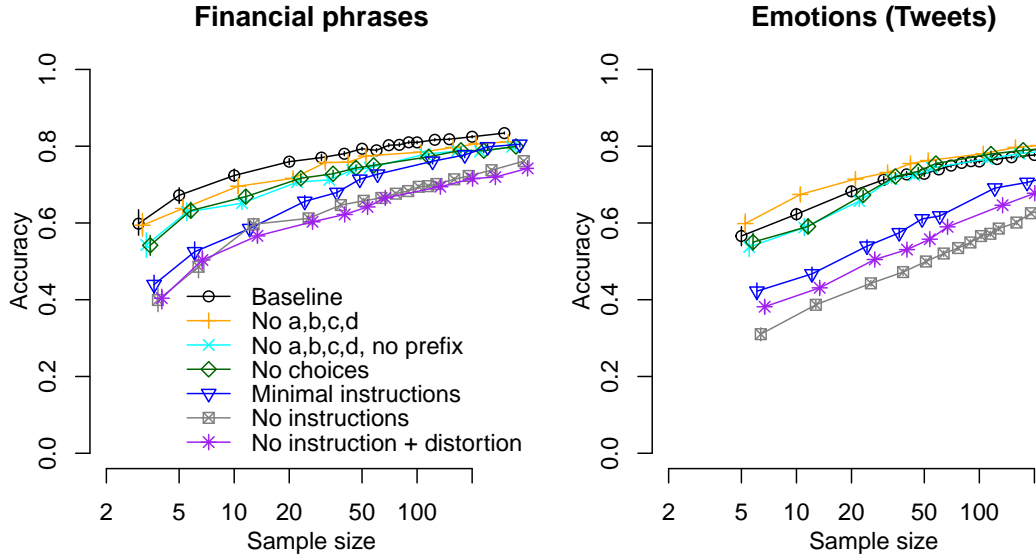 Financial phrases
Accuracy
0.0 0.2 0.4 0.6 0.8 1.0
Baseline
No a,b,c,d
No a,b,c,d, no prefix
No choices
Minimal instructions
No instructions
No instruction + distortion
2 5 10 20 50 100
Sample size
Emotions (Tweets)
Accuracy
0.0 0.2 0.4 0.6 0.8 1.0
2 5 10 20 50 100
Sample size